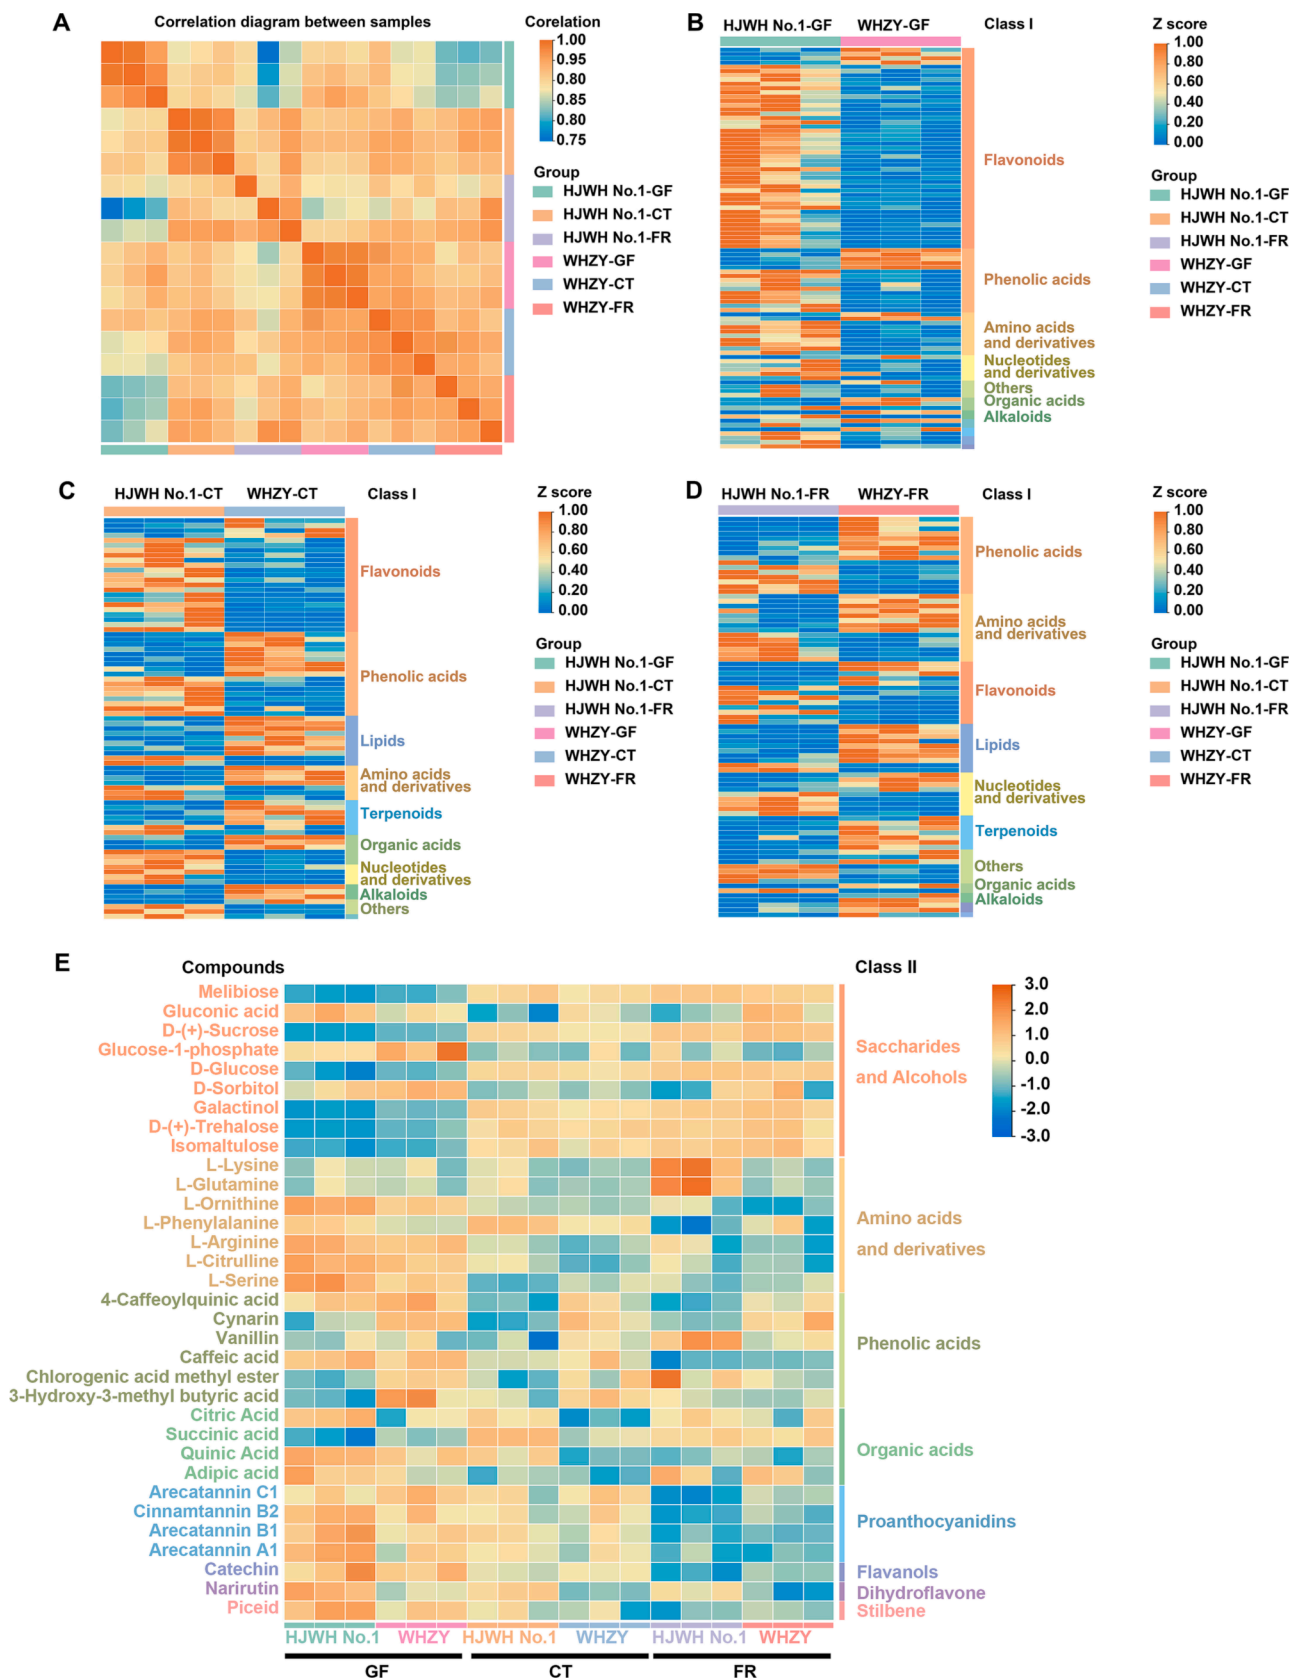 A
Correlation diagram between samples
Corelation
1.00
0.95
0.90
0.85
0.80
0.75
Group
HJWH No.1-GF
HJWH No.1-CT
HJWH No.1-FR
WHZY-GF
WHZY-CT
WHZY-FR
B
HJWH No.1-GF WHZY-GF
Class I
Flavonoids
Phenolic acids
Amino acids
and derivatives
Nucleotides
and derivatives
Others
Organic acids
Alkaloids
Z score
1.00
0.80
0.60
0.40
0.20
0.00
Group
HJWH No.1-GF
HJWH No.1-CT
HJWH No.1-FR
WHZY-GF
WHZY-CT
WHZY-FR
C
HJWH No.1-CT WHZY-CT
Class I
Flavonoids
Phenolic acids
Lipids
Amino acids
and derivatives
Terpenoids
Organic acids
Nucleotides
and derivatives
Alkaloids
Others
Z score
1.00
0.80
0.60
0.40
0.20
0.00
Group
HJWH No.1-GF
HJWH No.1-CT
HJWH No.1-FR
WHZY-GF
WHZY-CT
WHZY-FR
D
HJWH No.1-FR WHZY-FR
Class I
Phenolic acids
Amino acids
and derivatives
Flavonoids
Lipids
Nucleotides
and derivatives
Terpenoids
Others
Organic acids
Alkaloids
Z score
1.00
0.80
0.60
0.40
0.20
0.00
Group
HJWH No.1-GF
HJWH No.1-CT
HJWH No.1-FR
WHZY-GF
WHZY-CT
WHZY-FR
E
Compounds
Class II
Melibiose
Gluconic acid
D-(+)-Sucrose
Glucose-1-phosphate
D-Glucose
D-Sorbitol
Galactinol
D-(+)-Trehalose
Isomaltulose
L-Lysine
L-Glutamine
L-Ornithine
L-Phenylalanine
L-Arginine
L-Citrulline
L-Serine
4-Caffeoylquinic acid
Cynarin
Vanillin
Caffeic acid
Chlorogenic acid methyl ester
3-Hydroxy-3-methyl butyric acid
Citric Acid
Succinic acid
Quinic Acid
Adipic acid
Arecatannin C1
Cinnamtannin B2
Arecatannin B1
Arecatannin A1
Catechin
Narirutin
Piceid
Saccharides
and Alcohols
Amino acids
and derivatives
Phenolic acids
Organic acids
Proanthocyanidins
Flavanols
Dihydroflavone
Stilbene
3.0
2.0
1.0
0.0
-1.0
-2.0
-3.0
HJWH No.1 WHZY HJWH No.1 WHZY HJWH No.1 WHZY
GF CT FR